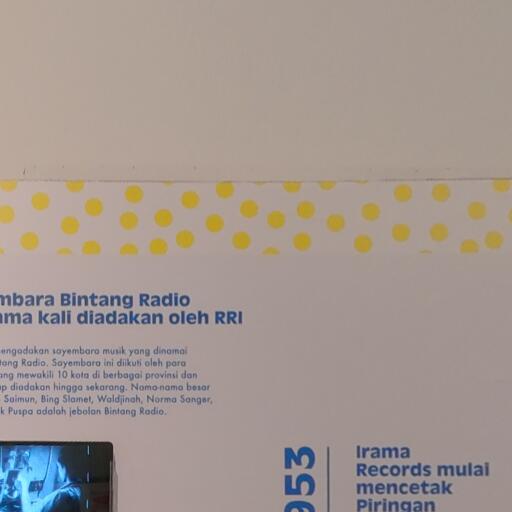 mbara Bintang Radio
ama kali diadakan oleh RRI
engadakan sayembara musik yang dinamai
tang Radio. Sayembara ini diikuti oleh para
ang mewakili 10 kota di berbagai provinsi dan
p diadakan hingga sekarang. Nama-nama besar
Saimun, Bing Slamet, Waldjinah, Norma Sanger,
k Puspa adalah jebolan Bintang Radio.
953
Irama
Records mulai
mencetak
Piringan